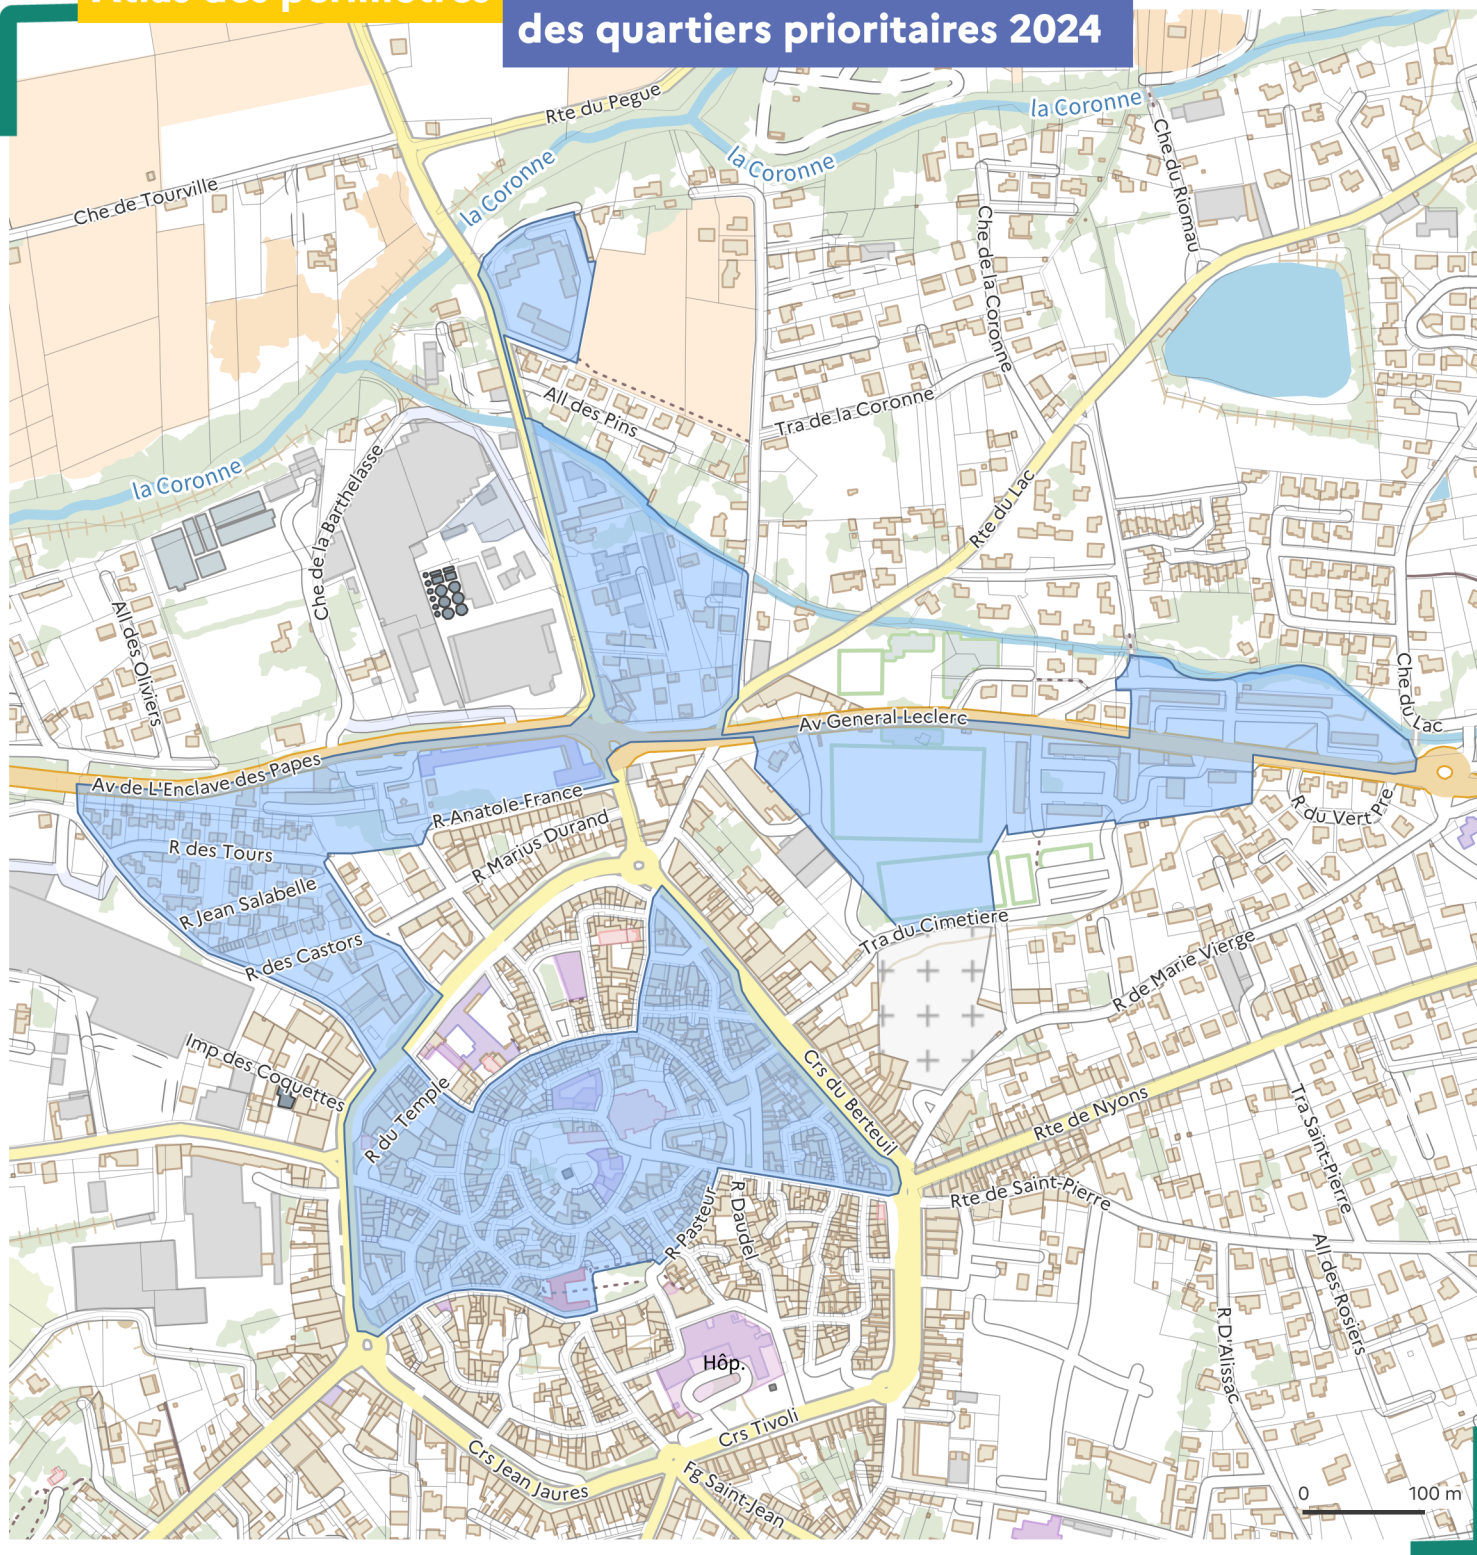 Atlas des périmètres
des quartiers prioritaires 2024
Rte du Pegue
la Coronne
la Coronne
la Coronne
Che de Tourville
Che du Riomau
Che de la Coronne
All des Pins
Tra de la Coronne
la Coronne
Che de la Barthelasse
Rte du Lac
All des Oliviers
Che du Lac
Av General Leclerc
Av de L'Enclave des Papes
R Anatole France
R du Vert Pre
R Marius Durand
R des Tours
R Jean Salabelle
R des Castors
Tra du Cimetiere
R de Marie Vierge
Imp des Coquettes
Crs du Berteuil
R du Temple
Rte de Nyons
Tra Saint-Pierre
Rte de Saint-Pierre
R Pasteur
R Daudel
All des Rosiers
R D'Alissac
Hôp.
Crs Tivoli
Crs Jean Jaures
Fg Saint-Jean
0 100 m